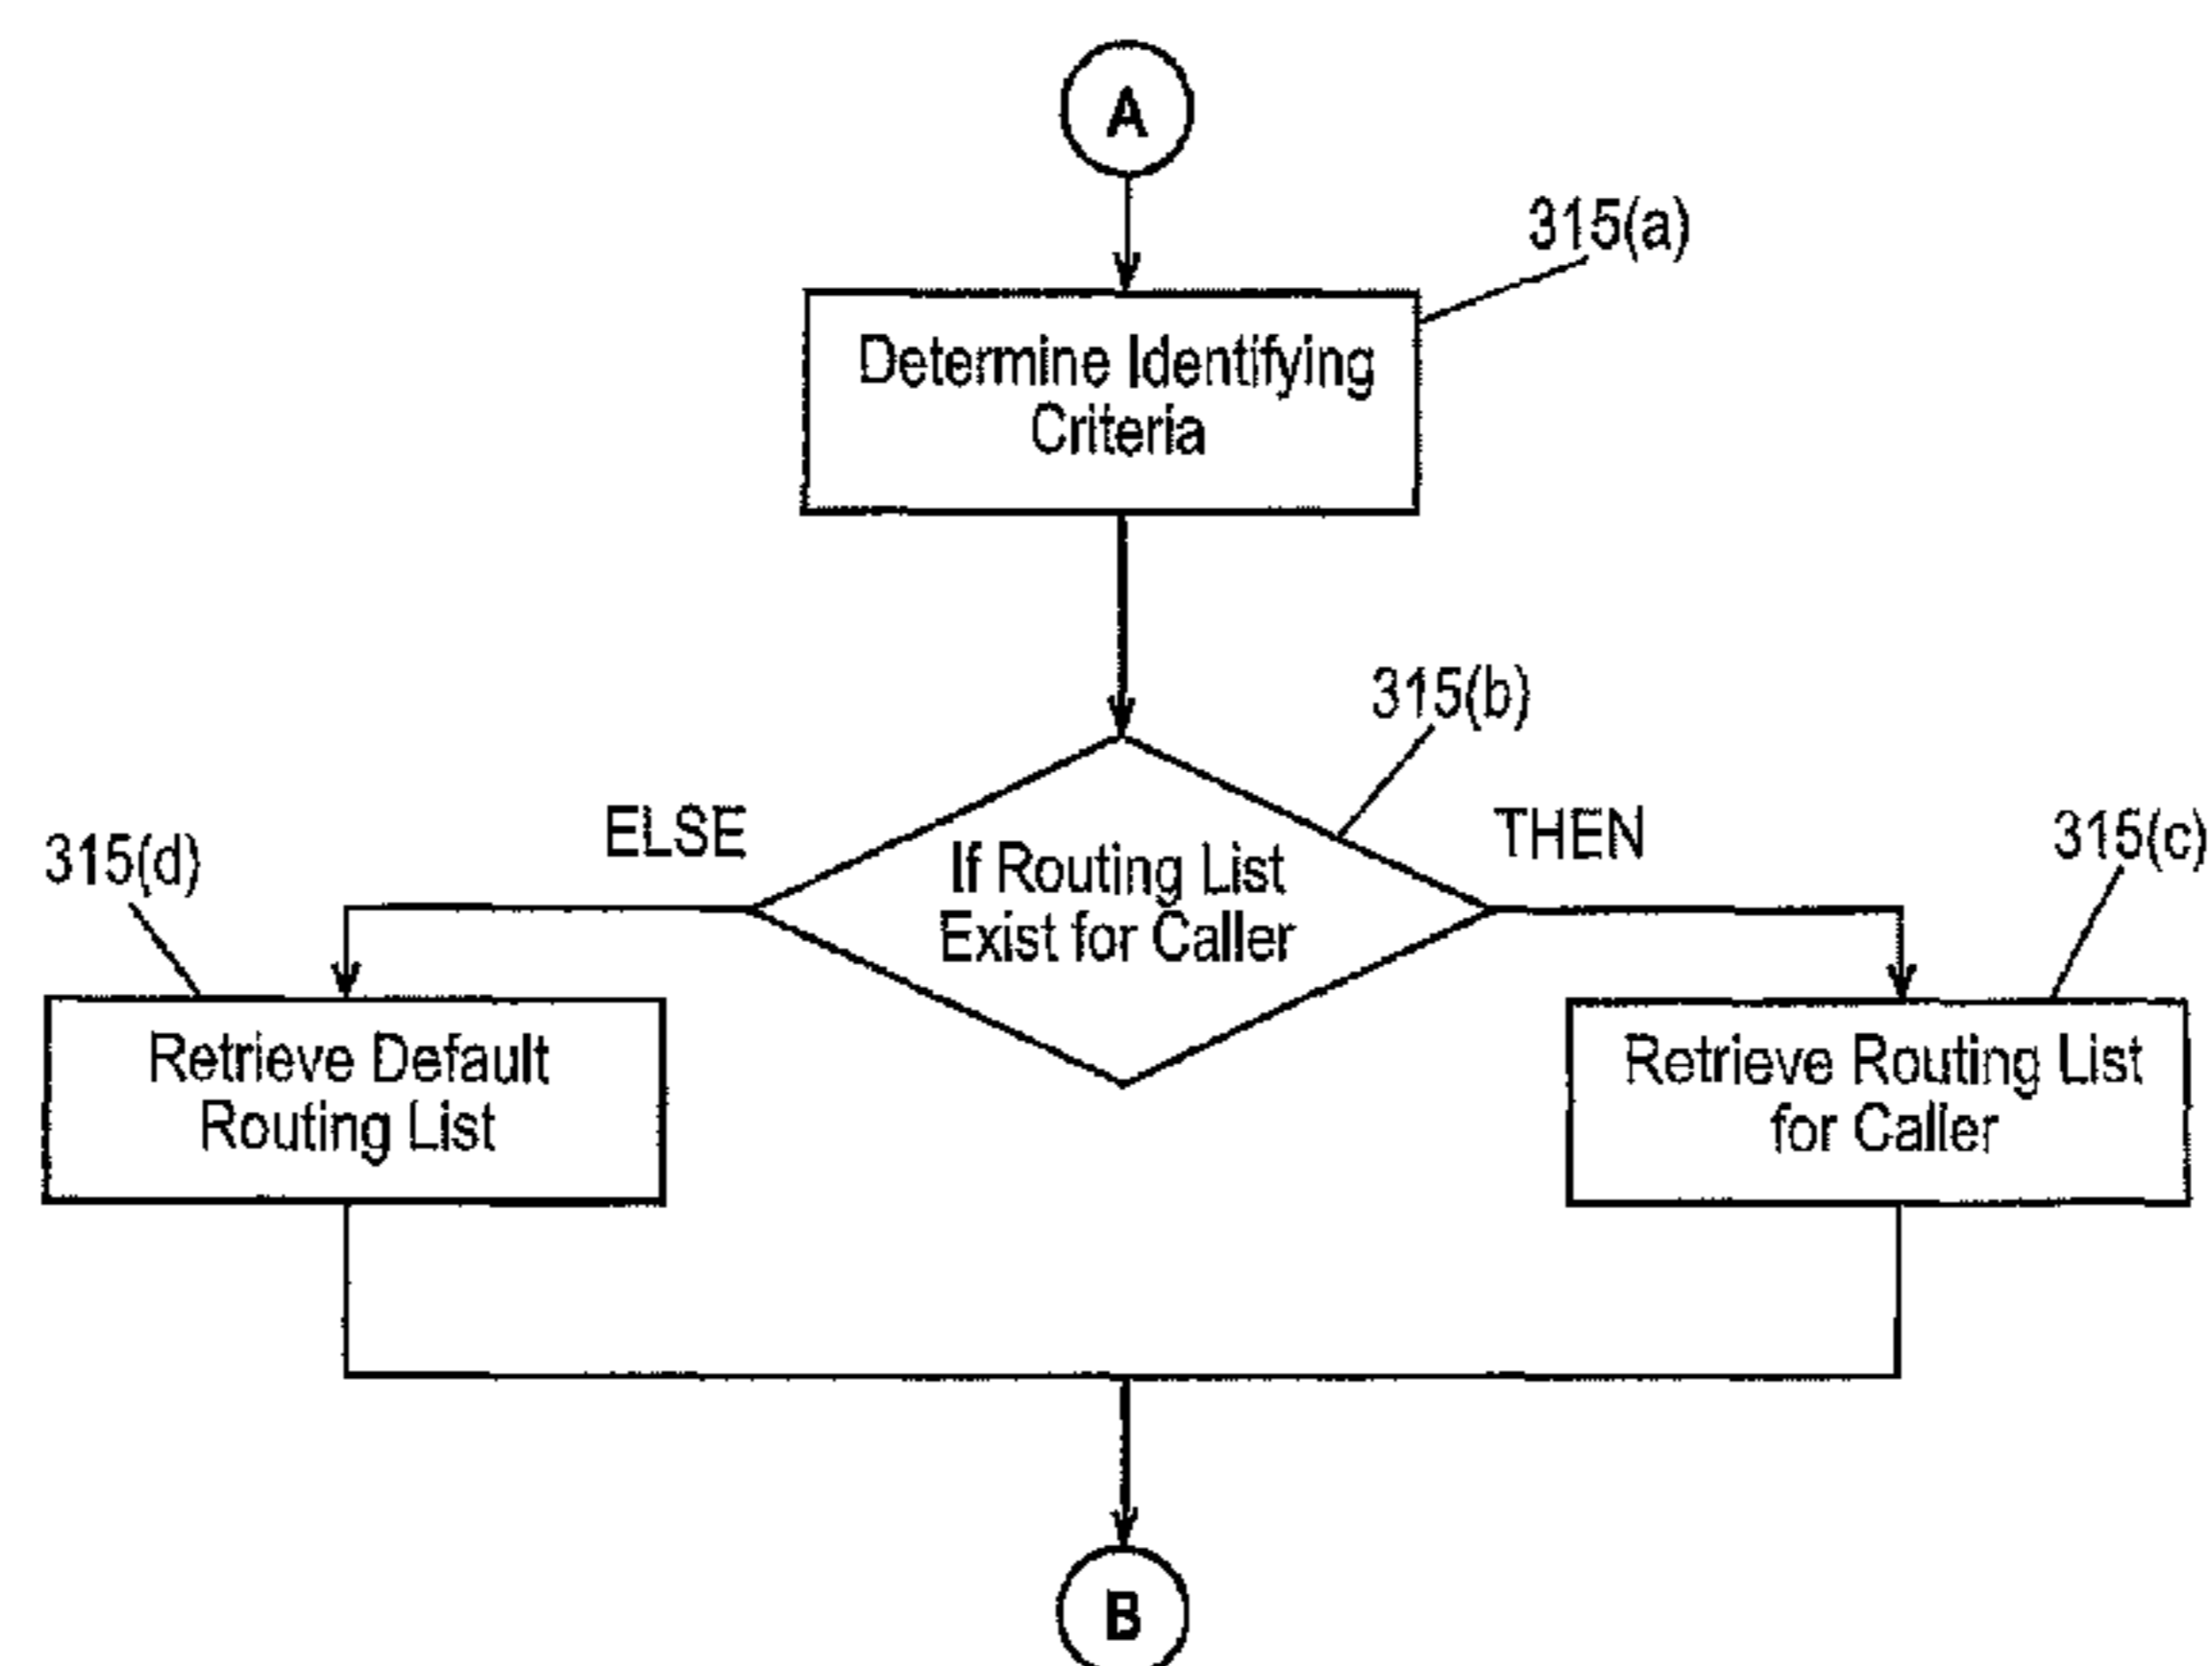 A
315(a)
Determine Identifying
Criteria
315(b)
ELSE
THEN
315(d)
315(c)
If Routing List
Exist for Caller
Retrieve Default
Routing List
Retrieve Routing List
for Caller
B